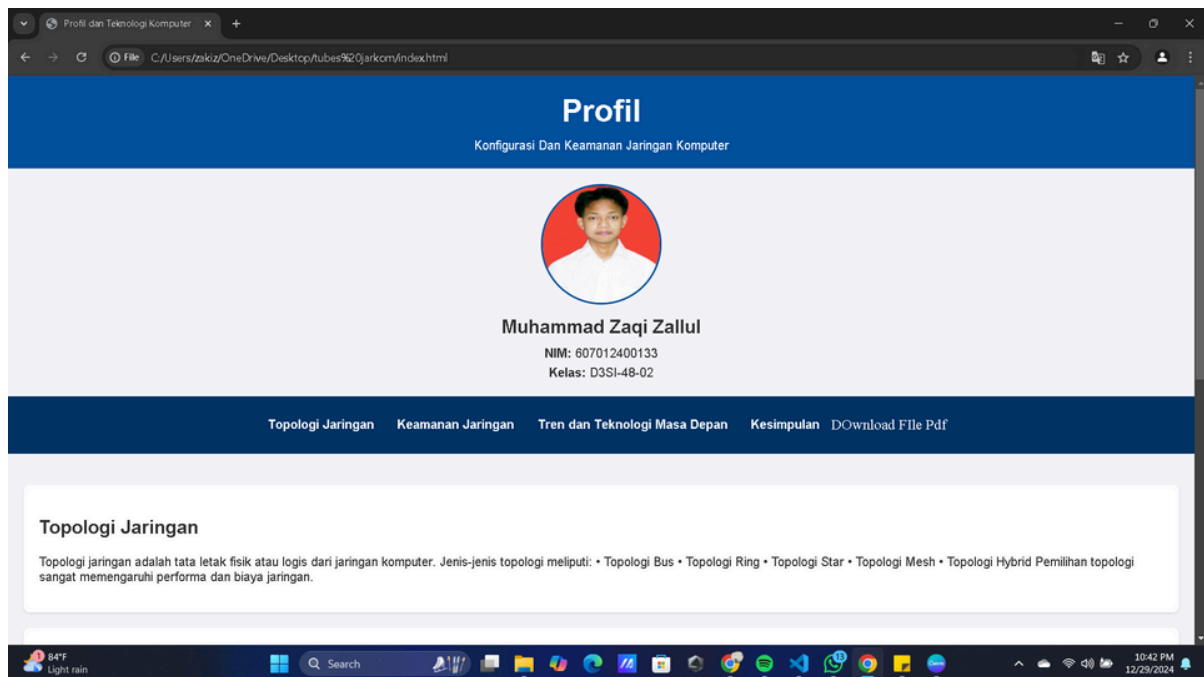 Profil dan Teknologi Komputer
File C:/Users/zakiz/OneDrive/Desktop/tubes%20jarkom/index.html
Profil
Konfigurasi Dan Keamanan Jaringan Komputer
Muhammad Zaqi Zallul
NIM: 607012400133
Kelas: D3SI-48-02
Topologi Jaringan Keamanan Jaringan Tren dan Teknologi Masa Depan Kesimpulan DOwnload FIle Pdf
Topologi Jaringan
Topologi jaringan adalah tata letak fisik atau logis dari jaringan komputer. Jenis-jenis topologi meliputi: • Topologi Bus • Topologi Ring • Topologi Star • Topologi Mesh • Topologi Hybrid Pemilihan topologi
sangat memengaruhi performa dan biaya jaringan.
1 84°F
Light rain
Search
13
10:42 PM
12/29/2024